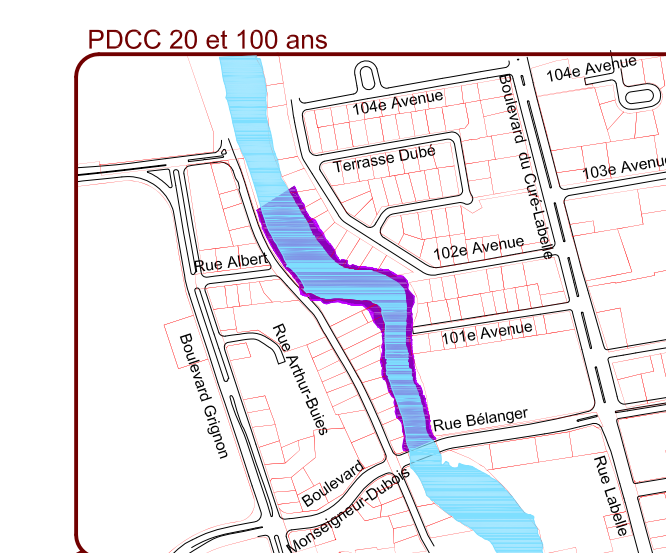 PDCC 20 et 100 ans
104e Avenue
104e Avenue
Terrasse Dubé
Boulevard du Curé-Labelle
103e Avenue
102e Avenue
Rue Albert
101e Avenue
Rue Arthur-Buies
Boulevard Grignon
Rue Bélanger
Boulevard
Monseigneur-Dubois
Rue Labelle